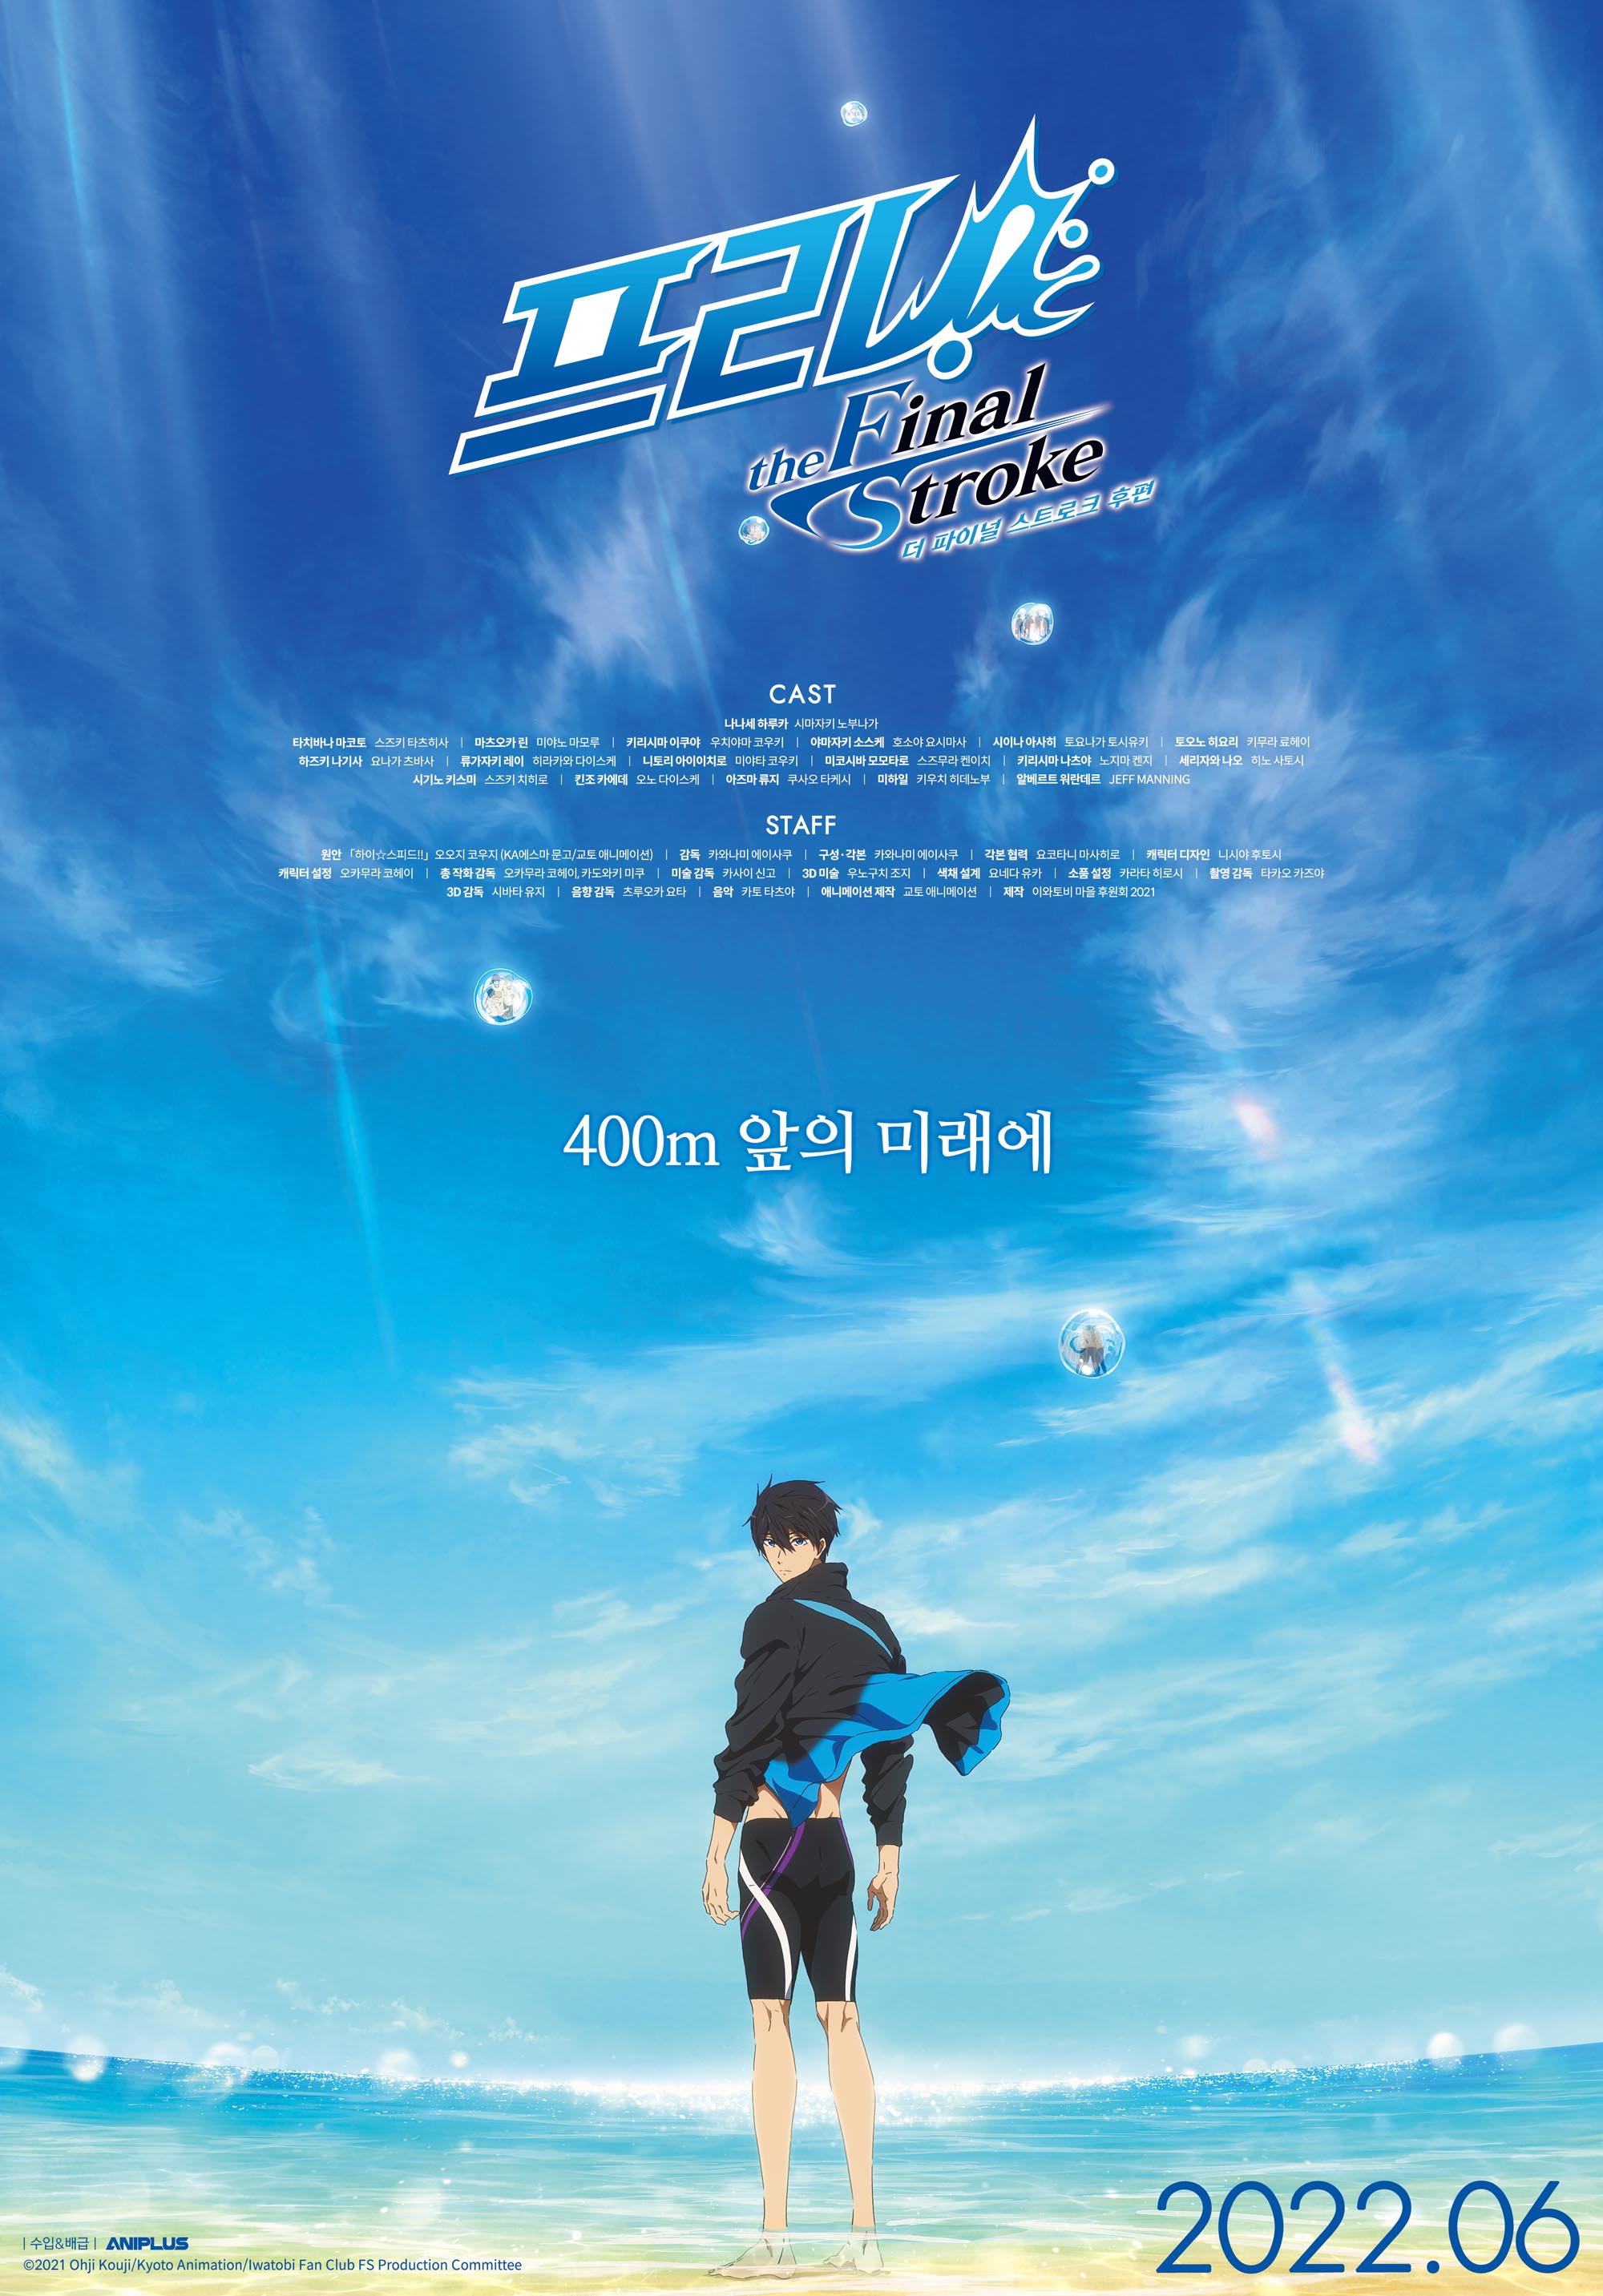 프리!
the Final
Stroke
더 파이널 스트로크 후편
CAST
나나세 하루카 시마자키 노부나가
타치바나 마코토 스즈키 타츠히사 | 마츠오카 린 미야노 마모루 | 키리시마 이쿠야 우치야마 코우키 | 야마자키 소스케 호소야 요시마사 | 시이나 아사히 토요나가 토시유키 | 토오노 히요리 키무라 료헤이
하즈키 나기사 요나가 츠바사 | 류가자키 레이 히라카와 다이스케 | 니토리 아이이치로 미야타 코우키 | 미코시바 모모타로 스즈무라 켄이치 | 키리시마 나츠야 노지마 켄지 | 세리자와 나오 히노 사토시
시기노 키스미 스즈키 치히로 | 킨조 카에데 오노 다이스케 | 아즈마 류지 쿠사오 타케시 | 미하일 키우치 히데노부 | 알베르트 워란데르 JEFF MANNING
STAFF
원안 「하이☆스피드!!」 오오지 코우지 (KA에스마 문고/교토 애니메이션) | 감독 카와나미 에이사쿠 | 구성·각본 카와나미 에이사쿠 | 각본 협력 요코타니 마사히로 | 캐릭터 디자인 니시야 후토시
캐릭터 설정 오카무라 코헤이 | 총 작화 감독 오카무라 코헤이, 카도와키 미쿠 | 미술 감독 카사이 신고 | 3D 미술 우노구치 조지 | 색채 설계 요네다 유카 | 소품 설정 카라타 히로시 | 촬영 감독 타카오 카즈야
3D 감독 시바타 유지 | 음향 감독 츠루오카 요타 | 음악 카토 타츠야 | 애니메이션 제작 교토 애니메이션 | 제작 이와토비 마을 후원회 2021
400m 앞의 미래에
2022.06
| 수입&배급 | ANIPLUS
©2021 Ohji Kouji/Kyoto Animation/Iwatobi Fan Club FS Production Committee